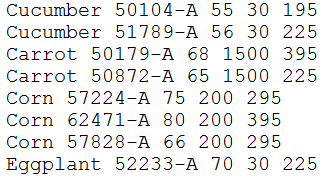 Cucumber 50104-A 55 30 195
Cucumber 51789-A 56 30 225
Carrot 50179-A 68 1500 395
Carrot 50872-A 65 1500 225
Corn 57224-A 75 200 295
Corn 62471-A 80 200 395
Corn 57828-A 66 200 295
Eggplant 52233-A 70 30 225